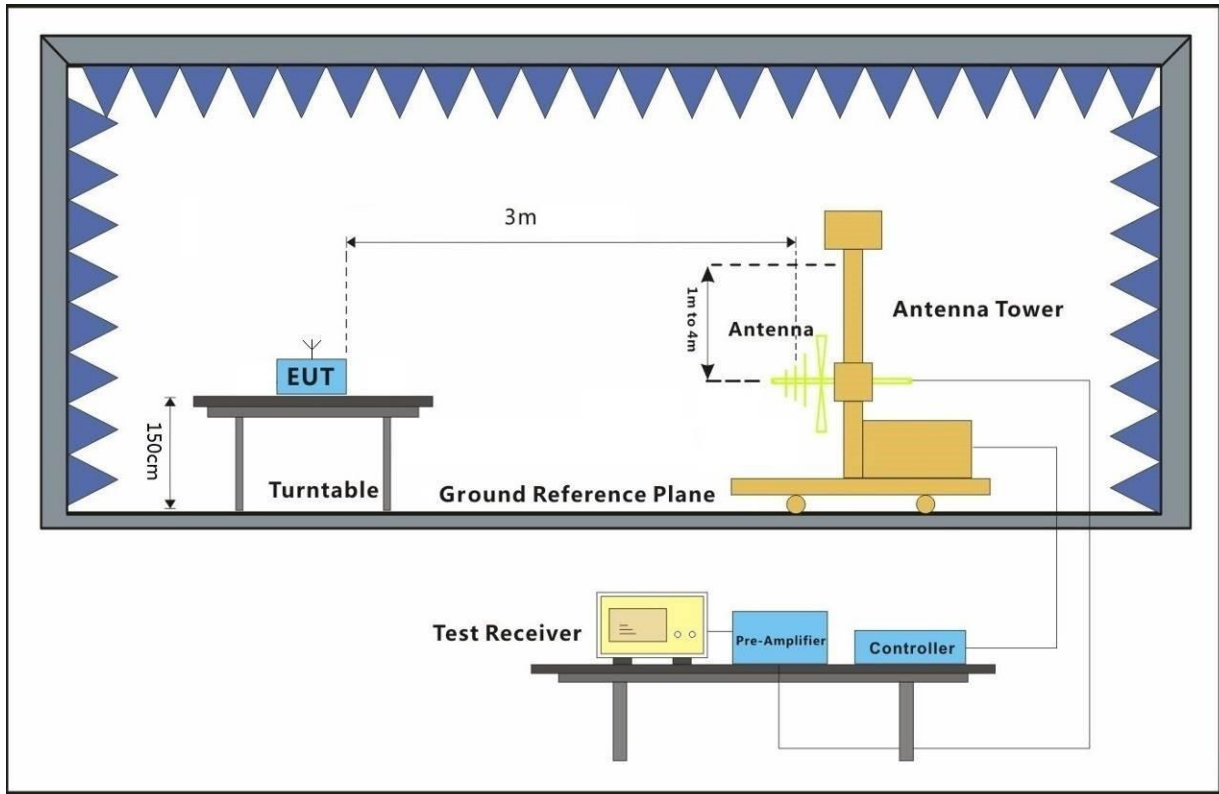 3m
1m to 4m
Antenna
Antenna Tower
EUT
150cm
Turntable
Ground Reference Plane
Test Receiver
Pre-Amplifier
Controller